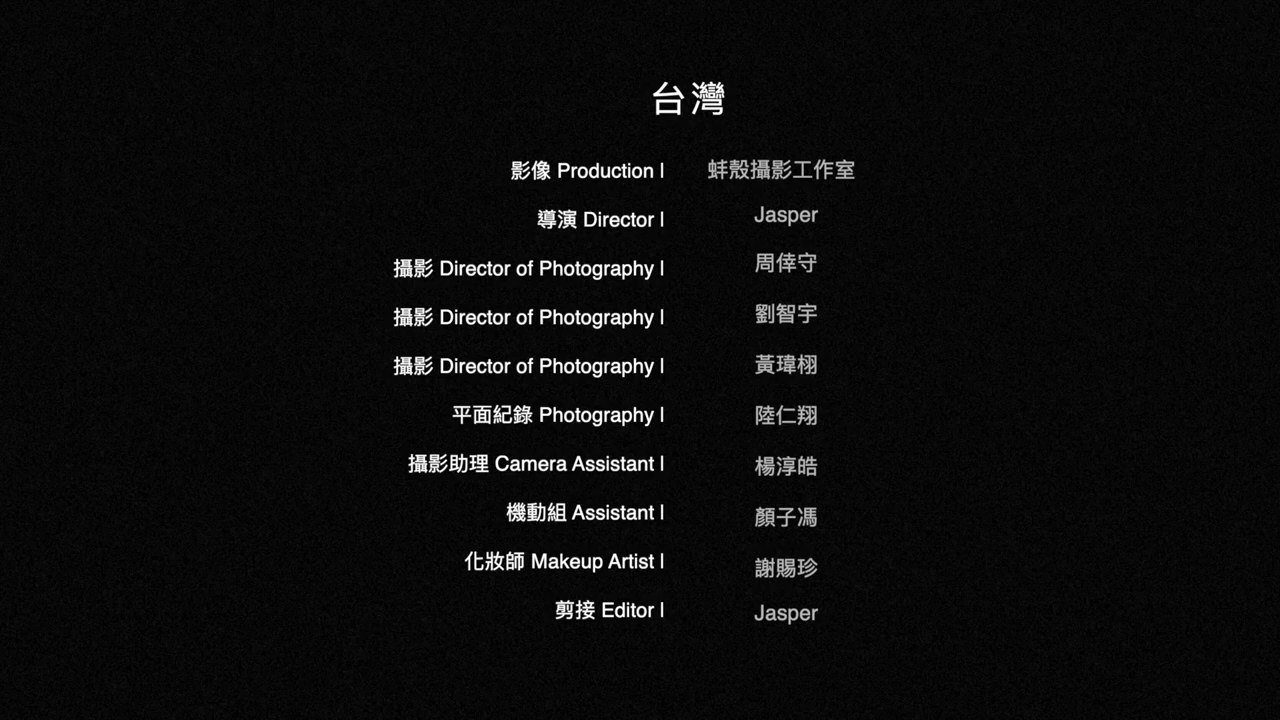 台灣
影像 Production | 蚌殼攝影工作室
導演 Director | Jasper
攝影 Director of Photography | 周倖守
攝影 Director of Photography | 劉智宇
攝影 Director of Photography | 黃瑋栩
平面紀錄 Photography | 陸仁翔
攝影助理 Camera Assistant | 楊淳皓
機動組 Assistant | 顏子馮
化妝師 Makeup Artist | 謝賜珍
剪接 Editor | Jasper